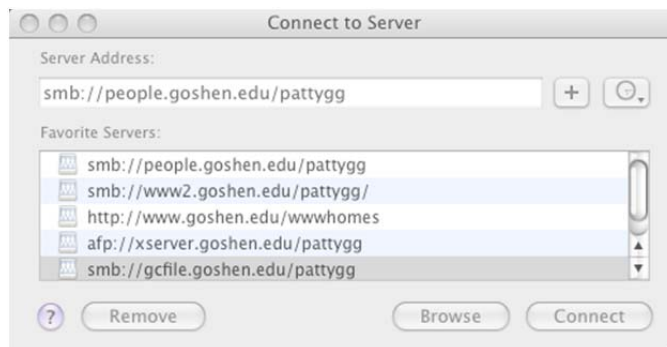 Connect to Server
Server Address:
smb://people.goshen.edu/pattygg
+
Favorite Servers:
smb://people.goshen.edu/pattygg
smb://www2.goshen.edu/pattygg/
http://www.goshen.edu/wwwhomes
afp://xserver.goshen.edu/pattygg
smb://gcfile.goshen.edu/pattygg
? Remove Browse Connect